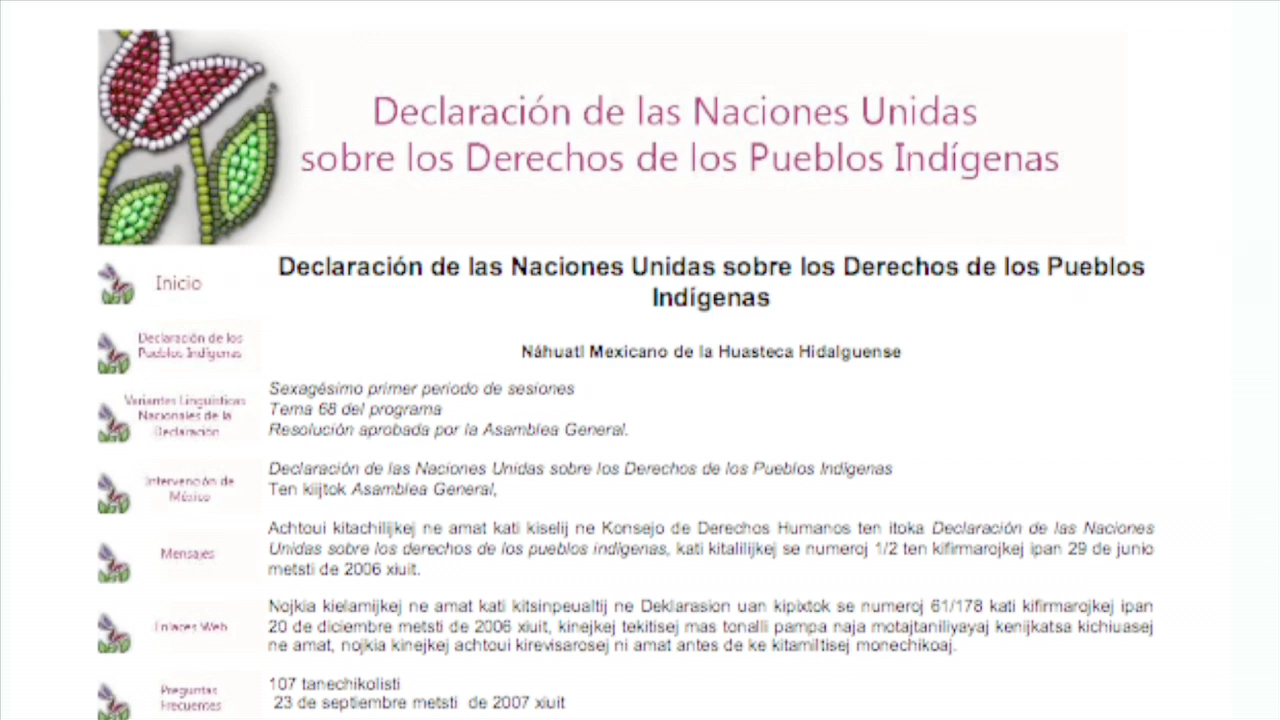 Declaración de las Naciones Unidas
sobre los Derechos de los Pueblos Indígenas
Inicio
Declaración de los
Pueblos Indígenas
Variantes Linguísticas
Nacionales de la
Declaración
Intervención de
México
Mensajes
Enlaces Web
Preguntas
Frecuentes
Declaración de las Naciones Unidas sobre los Derechos de los Pueblos
Indígenas
Náhuatl Mexicano de la Huasteca Hidalguense
Sexagésimo primer periodo de sesiones
Tema 68 del programa
Resolución aprobada por la Asamblea General.
Declaración de las Naciones Unidas sobre los Derechos de los Pueblos Indígenas
Ten kiijtok Asamblea General,
Achtoui kitachilijkej ne amat kati kiselij ne Konsejo de Derechos Humanos ten itoka Declaración de las Naciones
Unidas sobre los derechos de los pueblos indígenas, kati kitalilijkej se numeroj 1/2 ten kifirmarojkej ipan 29 de junio
metsti de 2006 xiuit.
Nojkia kielamijkej ne amat kati kitsinpeualtij ne Deklarasion uan kipixtok se numeroj 61/178 kati kifirmarojkej ipan
20 de diciembre metsti de 2006 xiuit, kinejkej tekitisej mas tonalli pampa naja motajtaniliyayaj kenijkatsa kichiuasej
ne amat, nojkia kinejkej achtoui kirevisarosej ni amat antes de ke kitamiltisej monechikoaj.
107 tanechikolisti
23 de septiembre metsti de 2007 xiuit